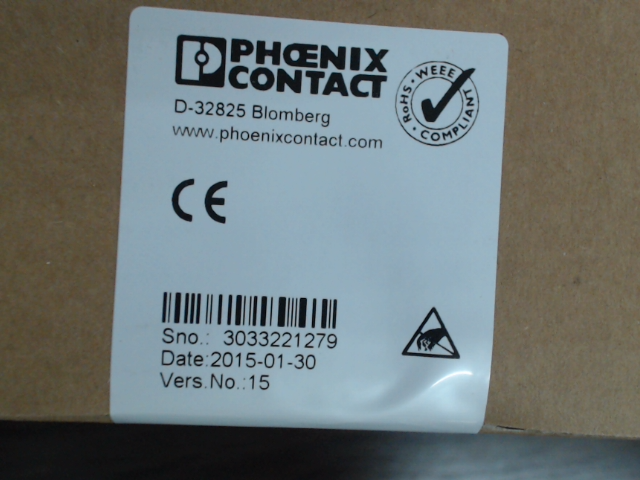 PHŒNIX
CONTACT
D-32825 Blomberg
www.phoenixcontact.com
RoHS · WEEE · COMPLIANT
CE
Sno.: 3033221279
Date:2015-01-30
Vers.No.:15